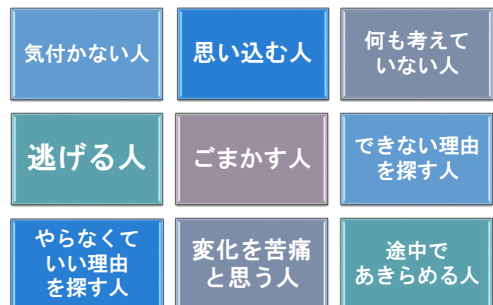 気付かない人
思い込む人
何も考えて
いない人
逃げる人
ごまかす人
できない理由
を探す人
やらなくて
いい理由
を探す人
変化を苦痛
と思う人
途中で
あきらめる人